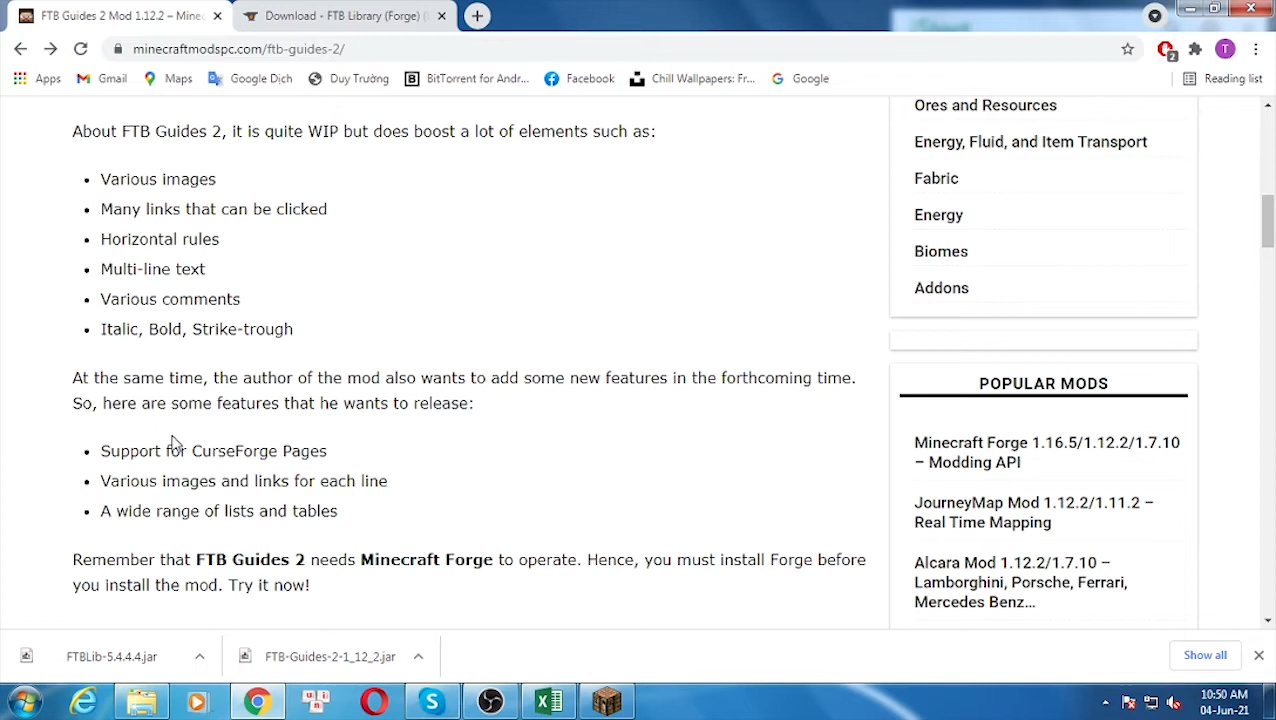 FTB Guides 2 Mod 1.12.2 – Mine
Download - FTB Library (Forge) (
minecraftmodspc.com/ftb-guides-2/
2
T
Apps
Gmail
Maps
Google Dịch
Duy Trường
BitTorrent for Andr...
Facebook
Chill Wallpapers: Fr...
Google
Reading list
About FTB Guides 2, it is quite WIP but does boost a lot of elements such as:
Various images
Many links that can be clicked
Horizontal rules
Multi-line text
Various comments
Italic, Bold, Strike-trough
At the same time, the author of the mod also wants to add some new features in the forthcoming time.
So, here are some features that he wants to release:
Support for CurseForge Pages
Various images and links for each line
A wide range of lists and tables
Remember that FTB Guides 2 needs Minecraft Forge to operate. Hence, you must install Forge before
you install the mod. Try it now!
Ores and Resources
Energy, Fluid, and Item Transport
Fabric
Energy
Biomes
Addons
POPULAR MODS
Minecraft Forge 1.16.5/1.12.2/1.7.10
– Modding API
JourneyMap Mod 1.12.2/1.11.2 –
Real Time Mapping
Alcara Mod 1.12.2/1.7.10 –
Lamborghini, Porsche, Ferrari,
Mercedes Benz...
FTBLib-5.4.4.4.jar
FTB-Guides-2-1_12_2.jar
Show all
10:50 AM
04-Jun-21